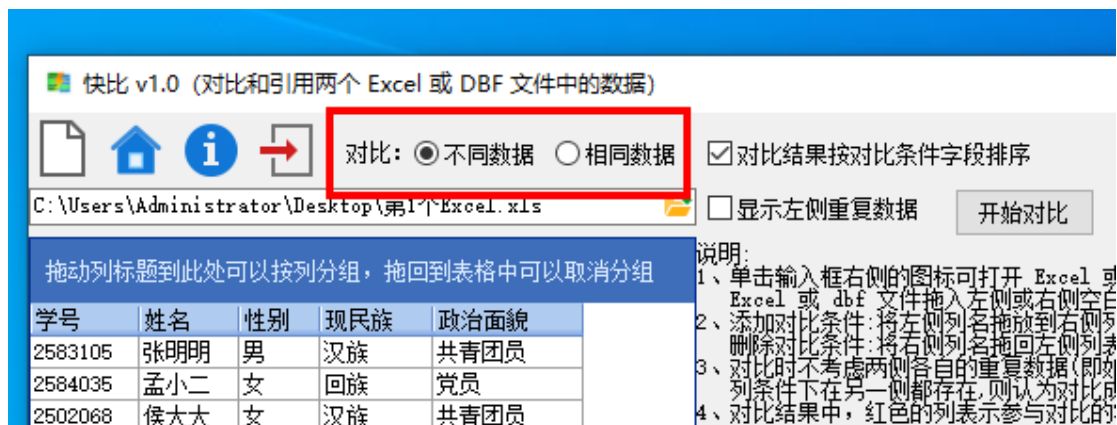 快比 v1.0 (对比和引用两个 Excel 或 DBF 文件中的数据)
对比: 不同数据 相同数据
对比结果按对比条件字段排序
C:\Users\Administrator\Desktop\第1个Excel.xls
显示左侧重复数据
开始对比
拖动列标题到此处可以按列分组，拖回到表格中可以取消分组
学号 姓名 性别 现民族 政治面貌
2583105 张明明 男 汉族 共青团员
2584035 孟小二 女 回族 党员
2502068 侯大大 女 汉族 共青团员
说明:
1、单击输入框右侧的图标可打开 Excel 或
Excel 或 dbf 文件拖入左侧或右侧空白
2、添加对比条件:将左侧列名拖放到右侧列
删除对比条件:将右侧列名拖回左侧列表
3、对比时不考虑两侧各自的重复数据(即如
列条件下在另一侧都存在,则认为对比成
4、对比结果中，红色的列表示参与对比的